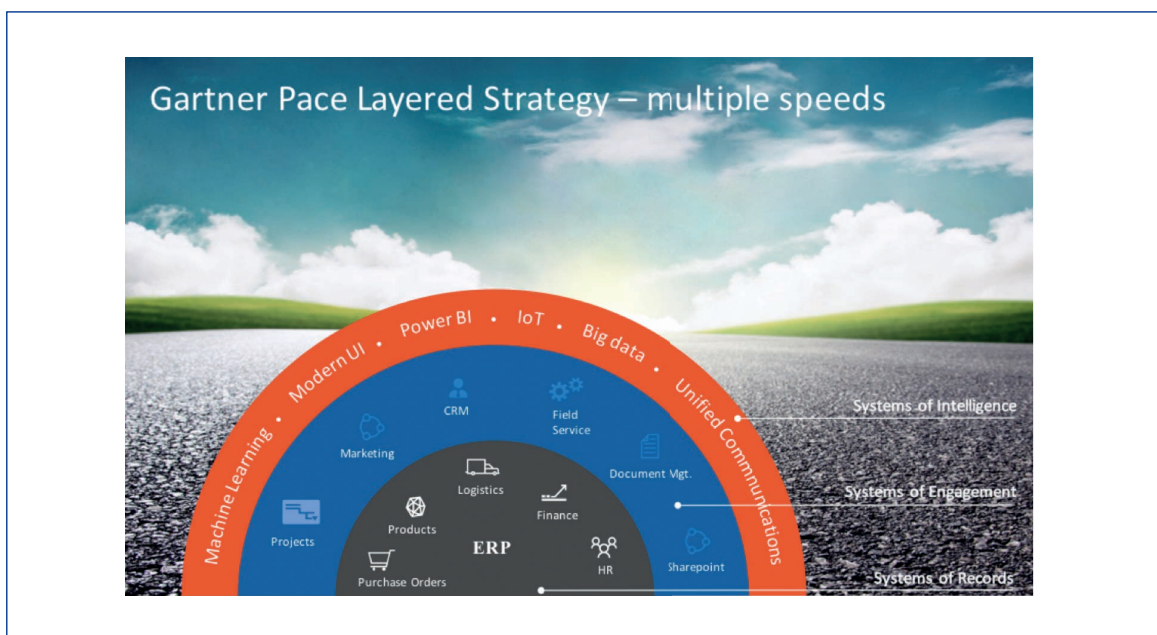 Gartner Pace Layered Strategy – multiple speeds
Machine Learning • Modern UI • Power BI • IoT • Big data • Unified Communications
Systems of Intelligence
CRM
Field
Service
Marketing
Document Mgt.
Projects
Sharepoint
Systems of Engagement
Logistics
Finance
Products
ERP
HR
Purchase Orders
Systems of Records